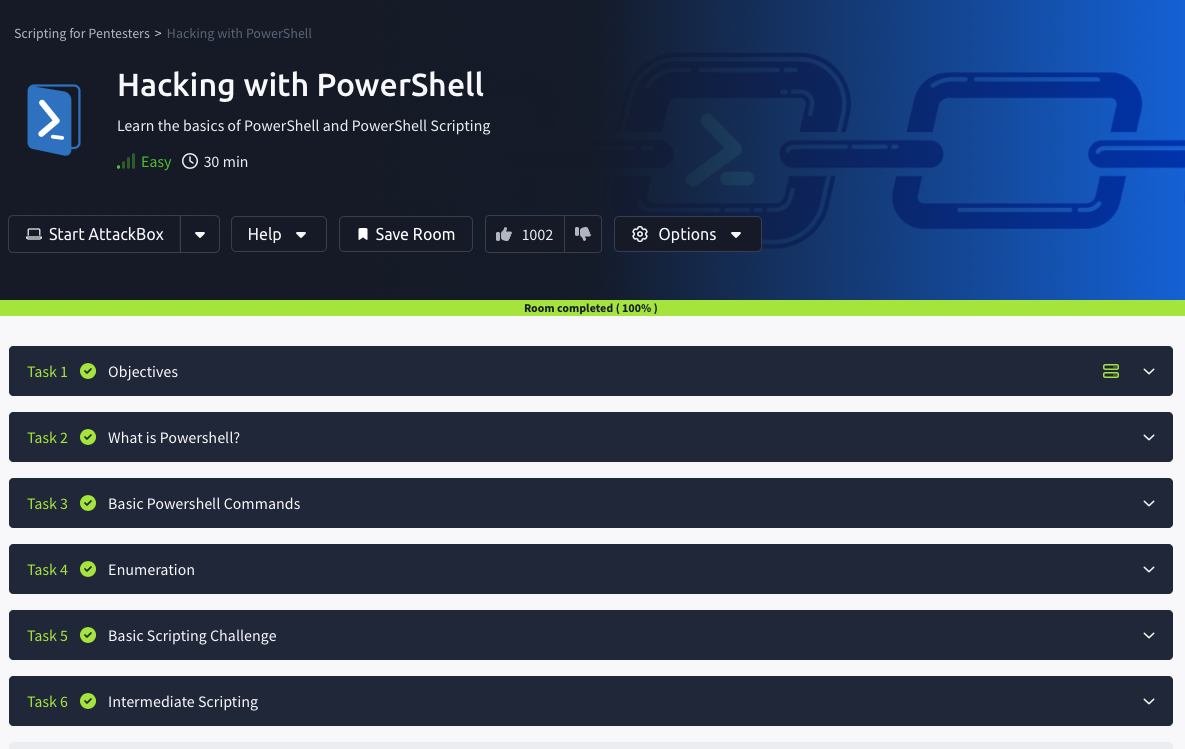 Scripting for Pentesters > Hacking with PowerShell
Hacking with PowerShell
Learn the basics of PowerShell and PowerShell Scripting
Easy 30 min
Start AttackBox Help Save Room 1002 Options
Room completed ( 100% )
Task 1 Objectives
Task 2 What is Powershell?
Task 3 Basic Powershell Commands
Task 4 Enumeration
Task 5 Basic Scripting Challenge
Task 6 Intermediate Scripting